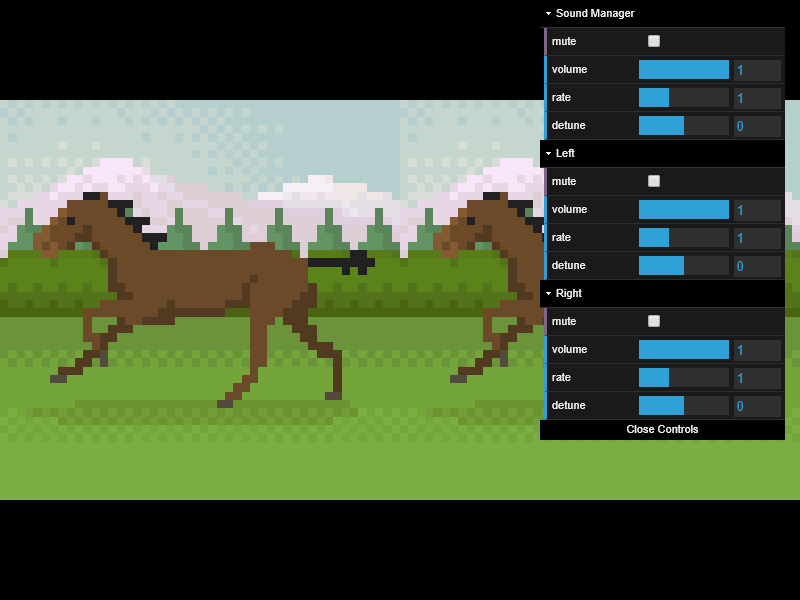 Sound Manager
mute
volume 1
rate 1
detune 0
Left
mute
volume 1
rate 1
detune 0
Right
mute
volume 1
rate 1
detune 0
Close Controls